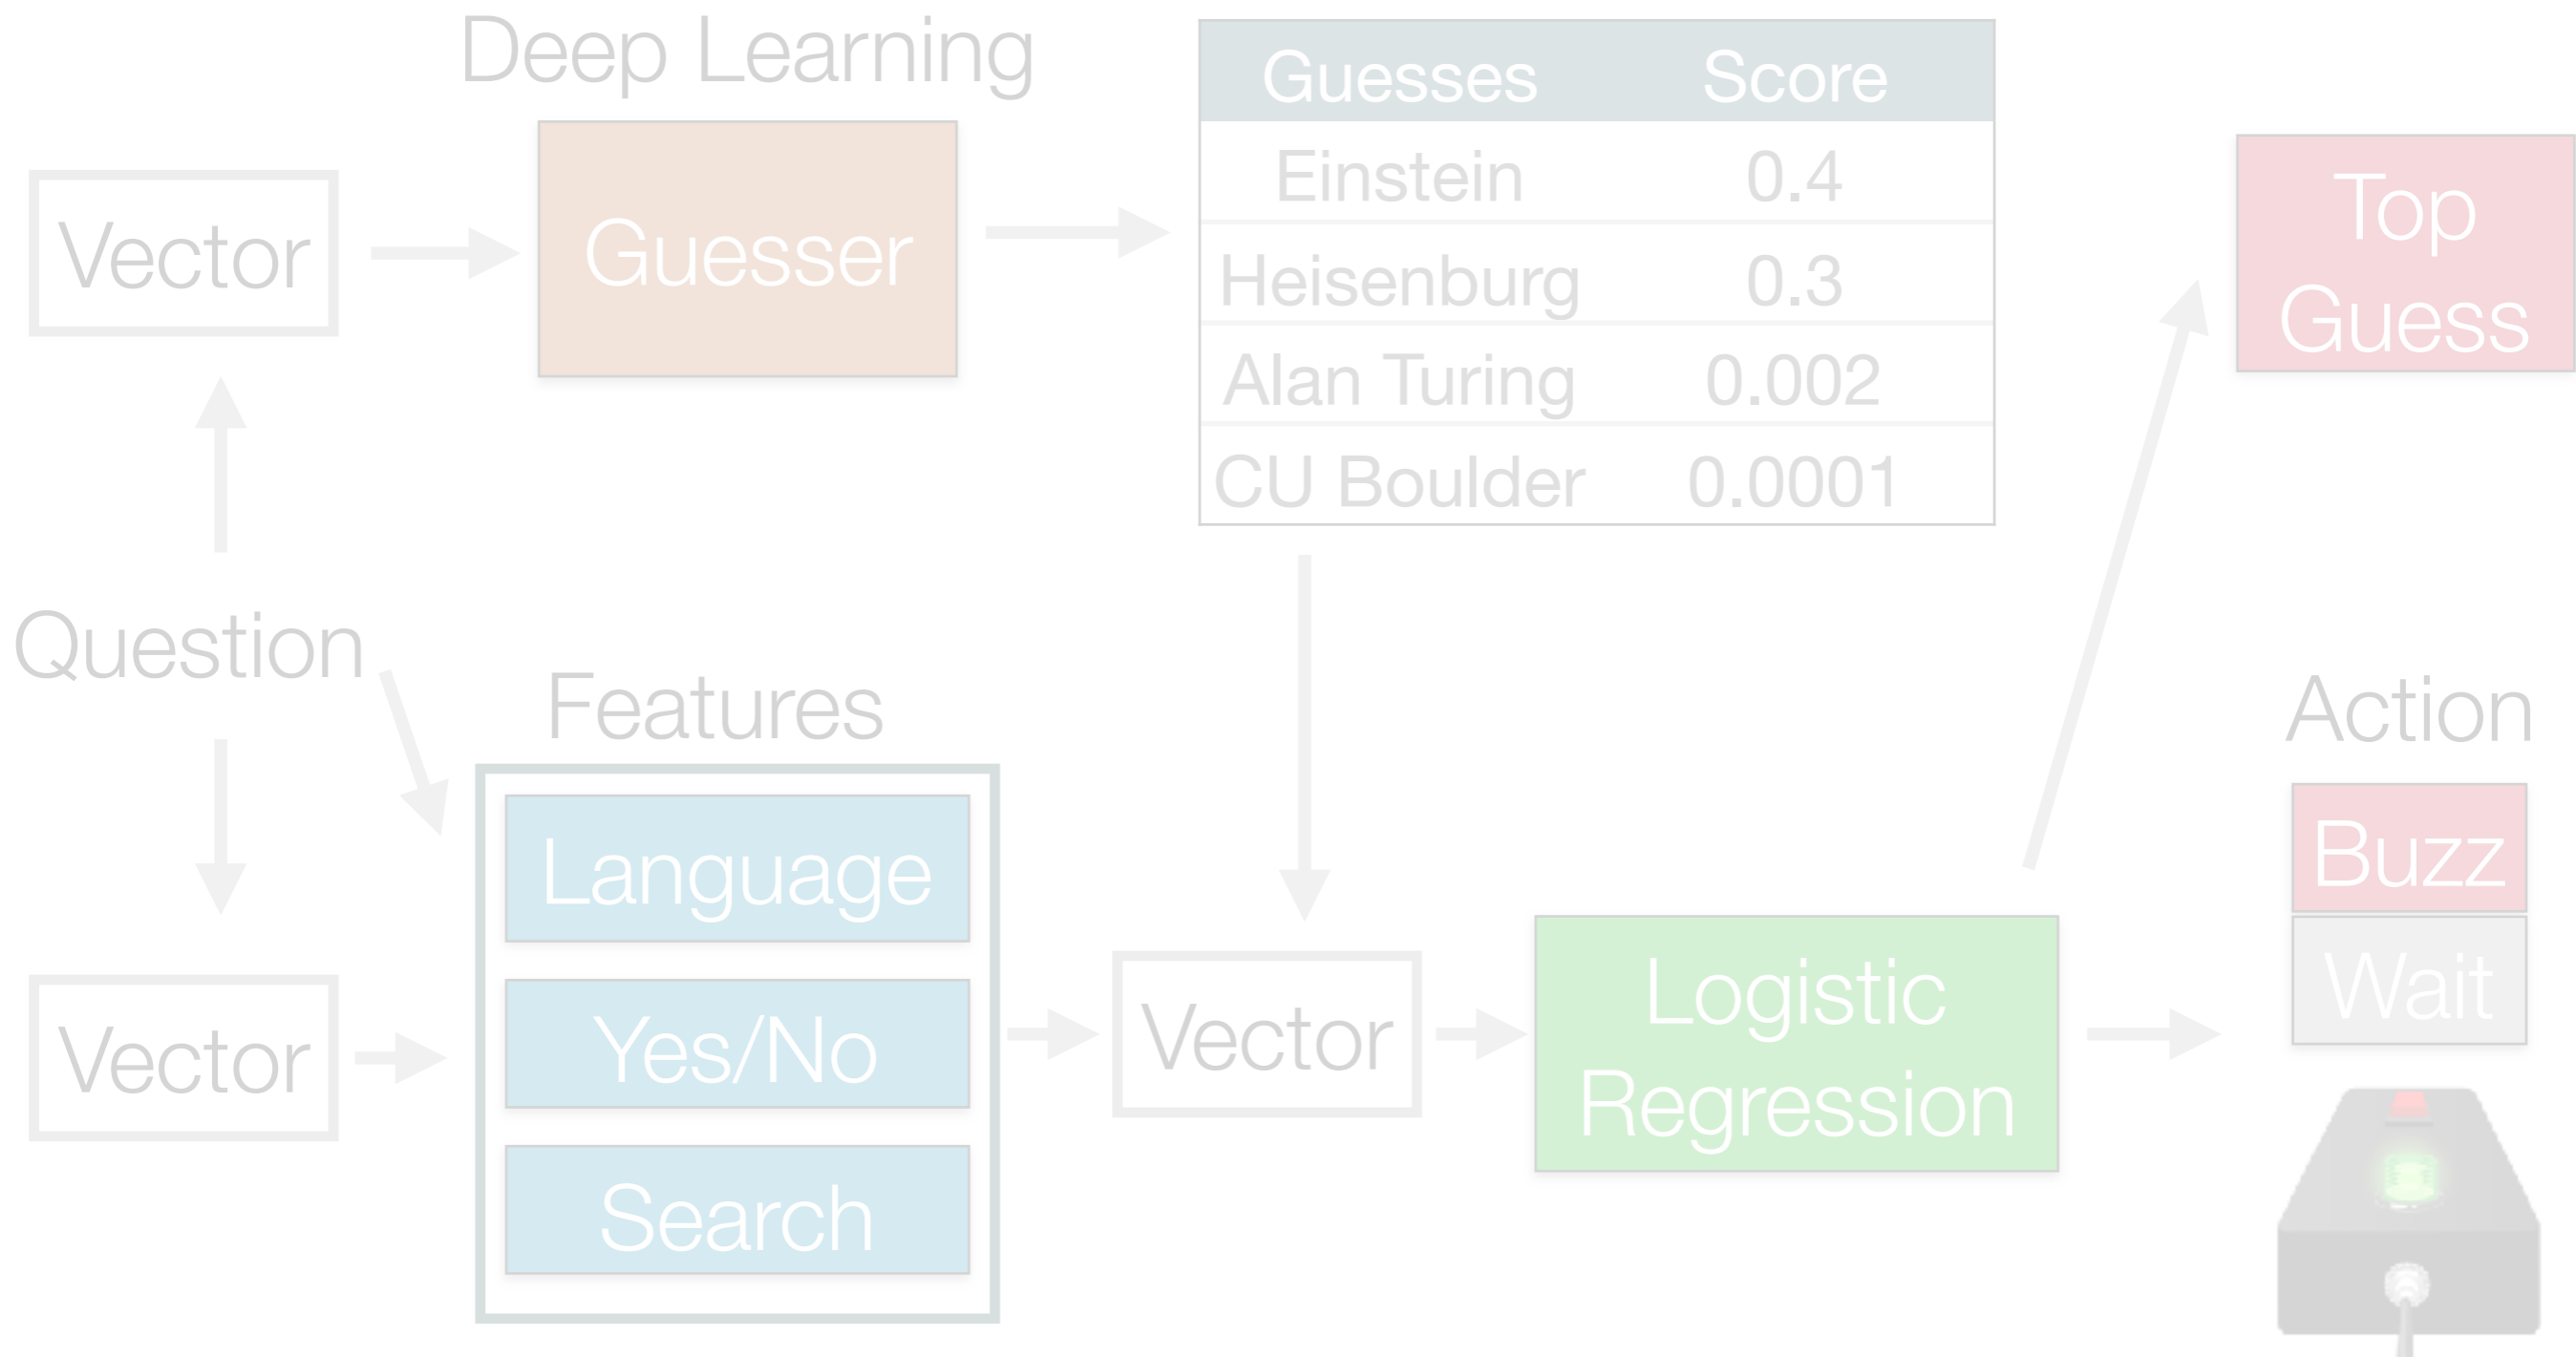 Deep Learning
Guesses Score
Einstein 0.4
Heisenburg 0.3
Alan Turing 0.002
CU Boulder 0.0001
Vector
Guesser
Top
Guess
Question
Features
Language
Yes/No
Search
Vector
Vector
Logistic
Regression
Action
Buzz
Wait